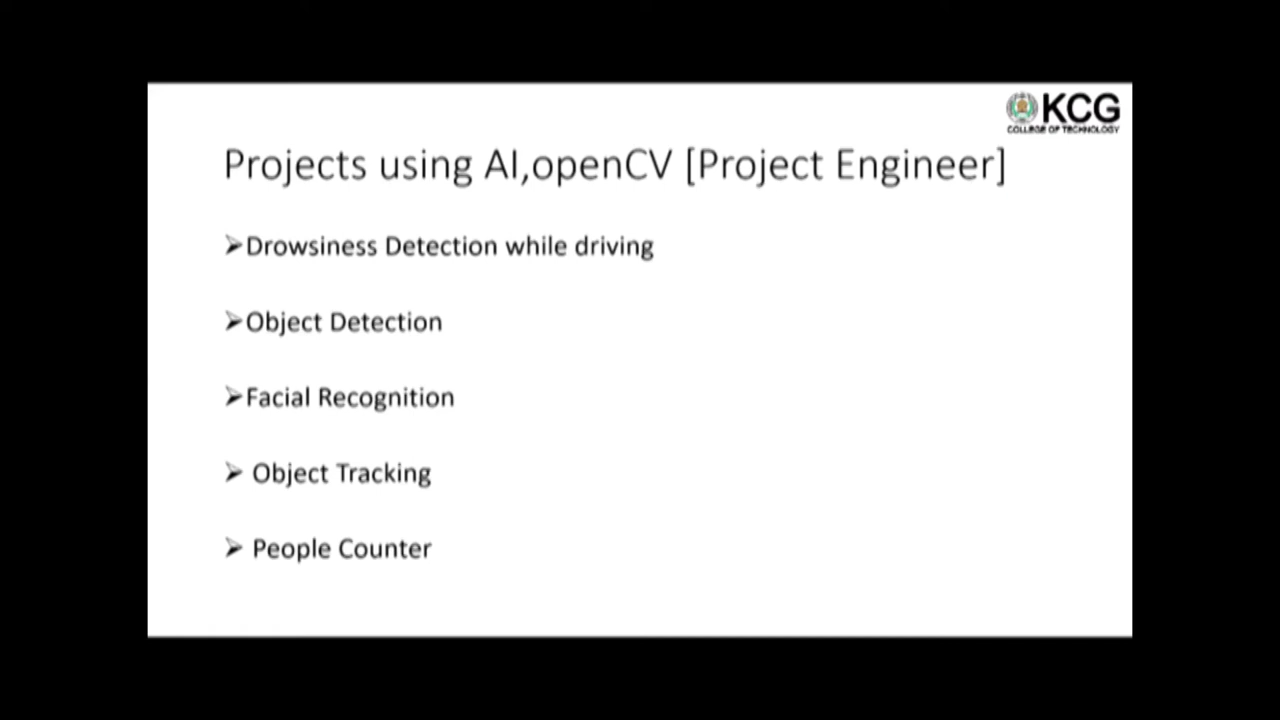 KCG
COLLEGE OF TECHNOLOGY
Projects using AI,openCV [Project Engineer]
➢Drowsiness Detection while driving
➢Object Detection
➢Facial Recognition
➢ Object Tracking
➢ People Counter